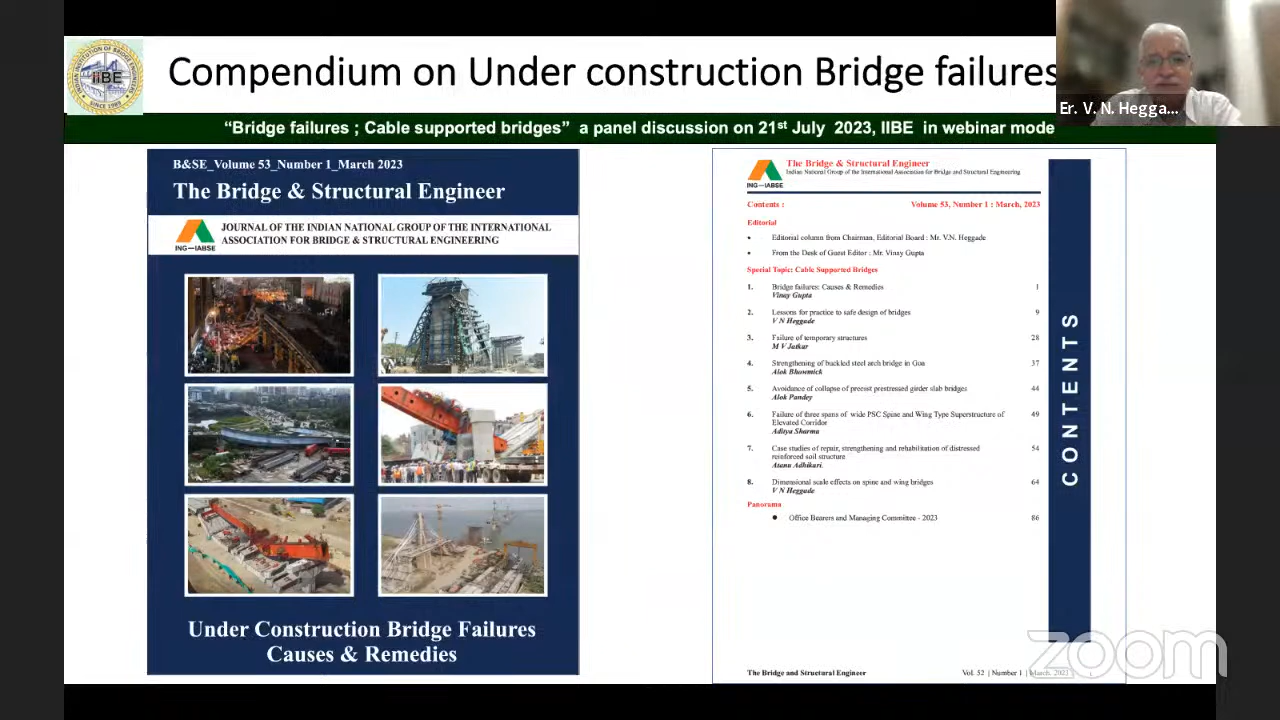 Compendium on Under construction Bridge failures
Er. V. N. Hegga...
IIBE
SINCE 1989
"Bridge failures ; Cable supported bridges" a panel discussion on 21st July 2023, IIBE in webinar mode
B&SE_Volume 53_Number 1_March 2023
The Bridge & Structural Engineer
ING-IABSE
JOURNAL OF THE INDIAN NATIONAL GROUP OF THE INTERNATIONAL
ASSOCIATION FOR BRIDGE & STRUCTURAL ENGINEERING
Under Construction Bridge Failures
Causes & Remedies
The Bridge & Structural Engineer
Indian National Group of the International Association for Bridge and Structural Engineering
ING-IABSE
Contents : Volume 53, Number 1 : March, 2023
Editorial
• Editorial column from Chairman, Editorial Board : Mr. V.N. Heggade
• From the Desk of Guest Editor : Mr. Vinay Gupta
Special Topic: Cable Supported Bridges
1. Bridge failures: Causes & Remedies 1
Vinay Gupta
2. Lessons for practice to safe design of bridges 9
V N Heggade
3. Failure of temporary structures 28
M V Jatkar
4. Strengthening of buckled steel arch bridge in Goa 37
Alok Bhowmick
5. Avoidance of collapse of precast prestressed girder slab bridges 44
Alok Pandey
6. Failure of three spans of wide PSC Spine and Wing Type Superstructure of 49
Elevated Corridor
Aditya Sharma
7. Case studies of repair, strengthening and rehabilitation of distressed 54
reinforced soil structure
Atanu Adhikari.
8. Dimensional scale effects on spine and wing bridges 64
V N Heggade
Panorama
● Office Bearers and Managing Committee - 2023 86
CONTENTS
The Bridge and Structural Engineer Vol. 52 | Number 1 | March, 2023
zoom